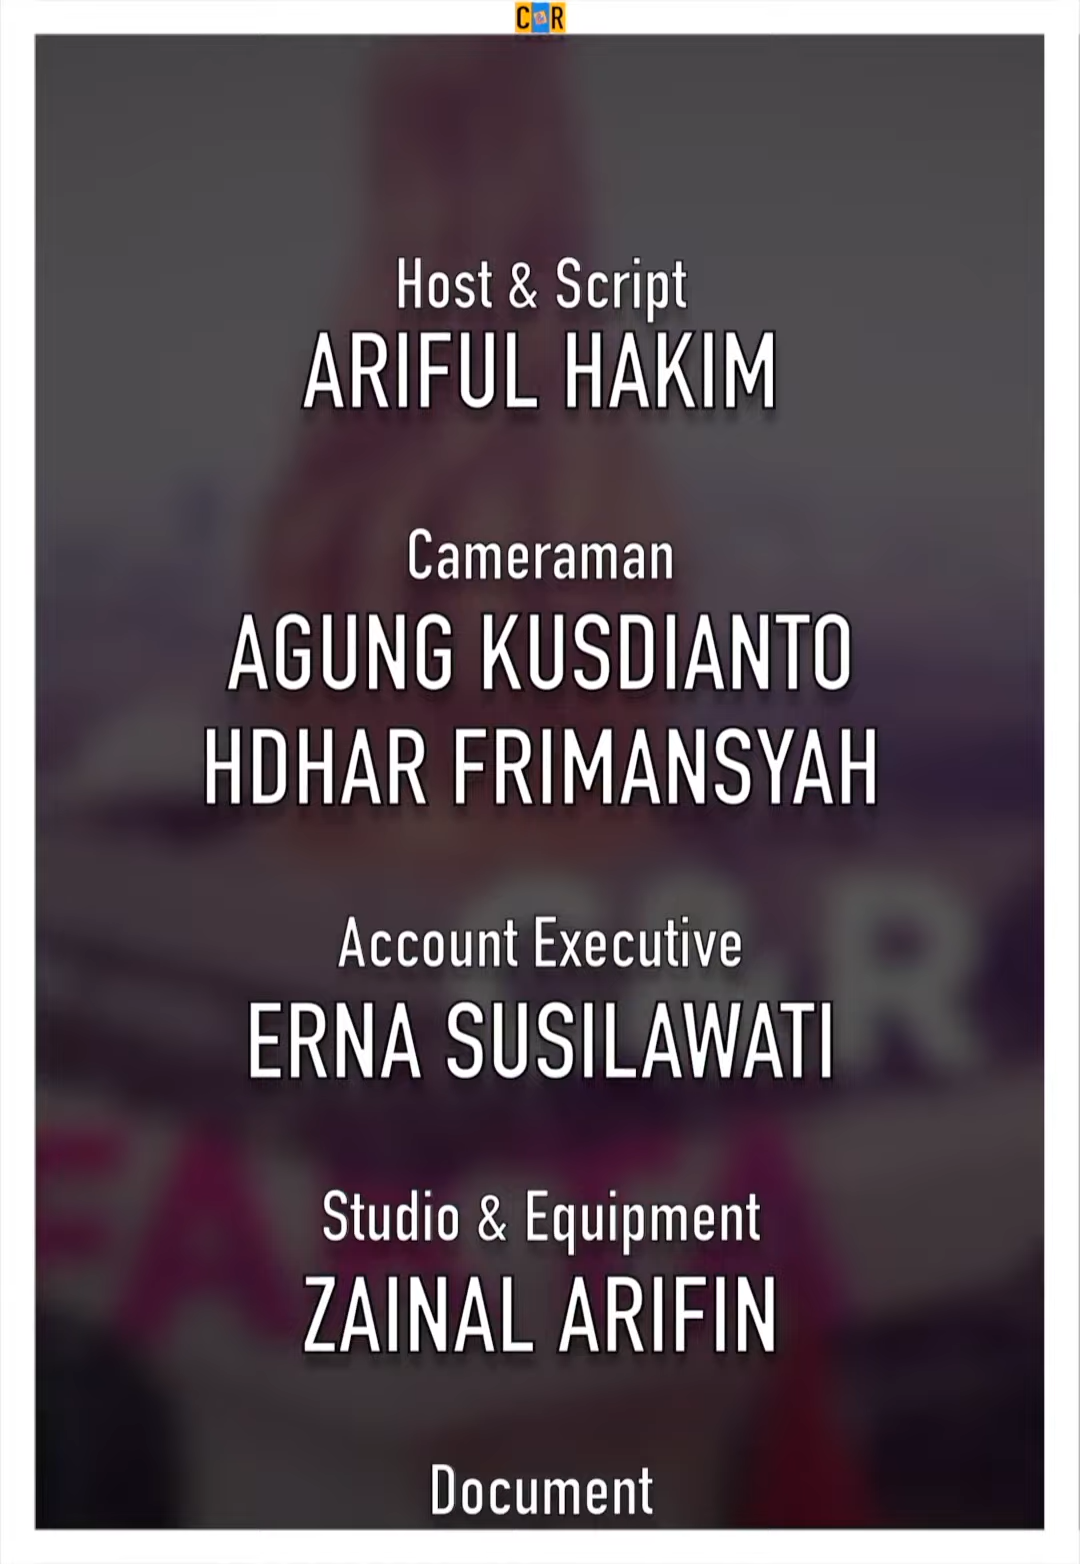 C R
Host & Script
ARIFUL HAKIM
Cameraman
AGUNG KUSDIANTO
HDHAR FRIMANSYAH
Account Executive
ERNA SUSILAWATI
Studio & Equipment
ZAINAL ARIFIN
Document